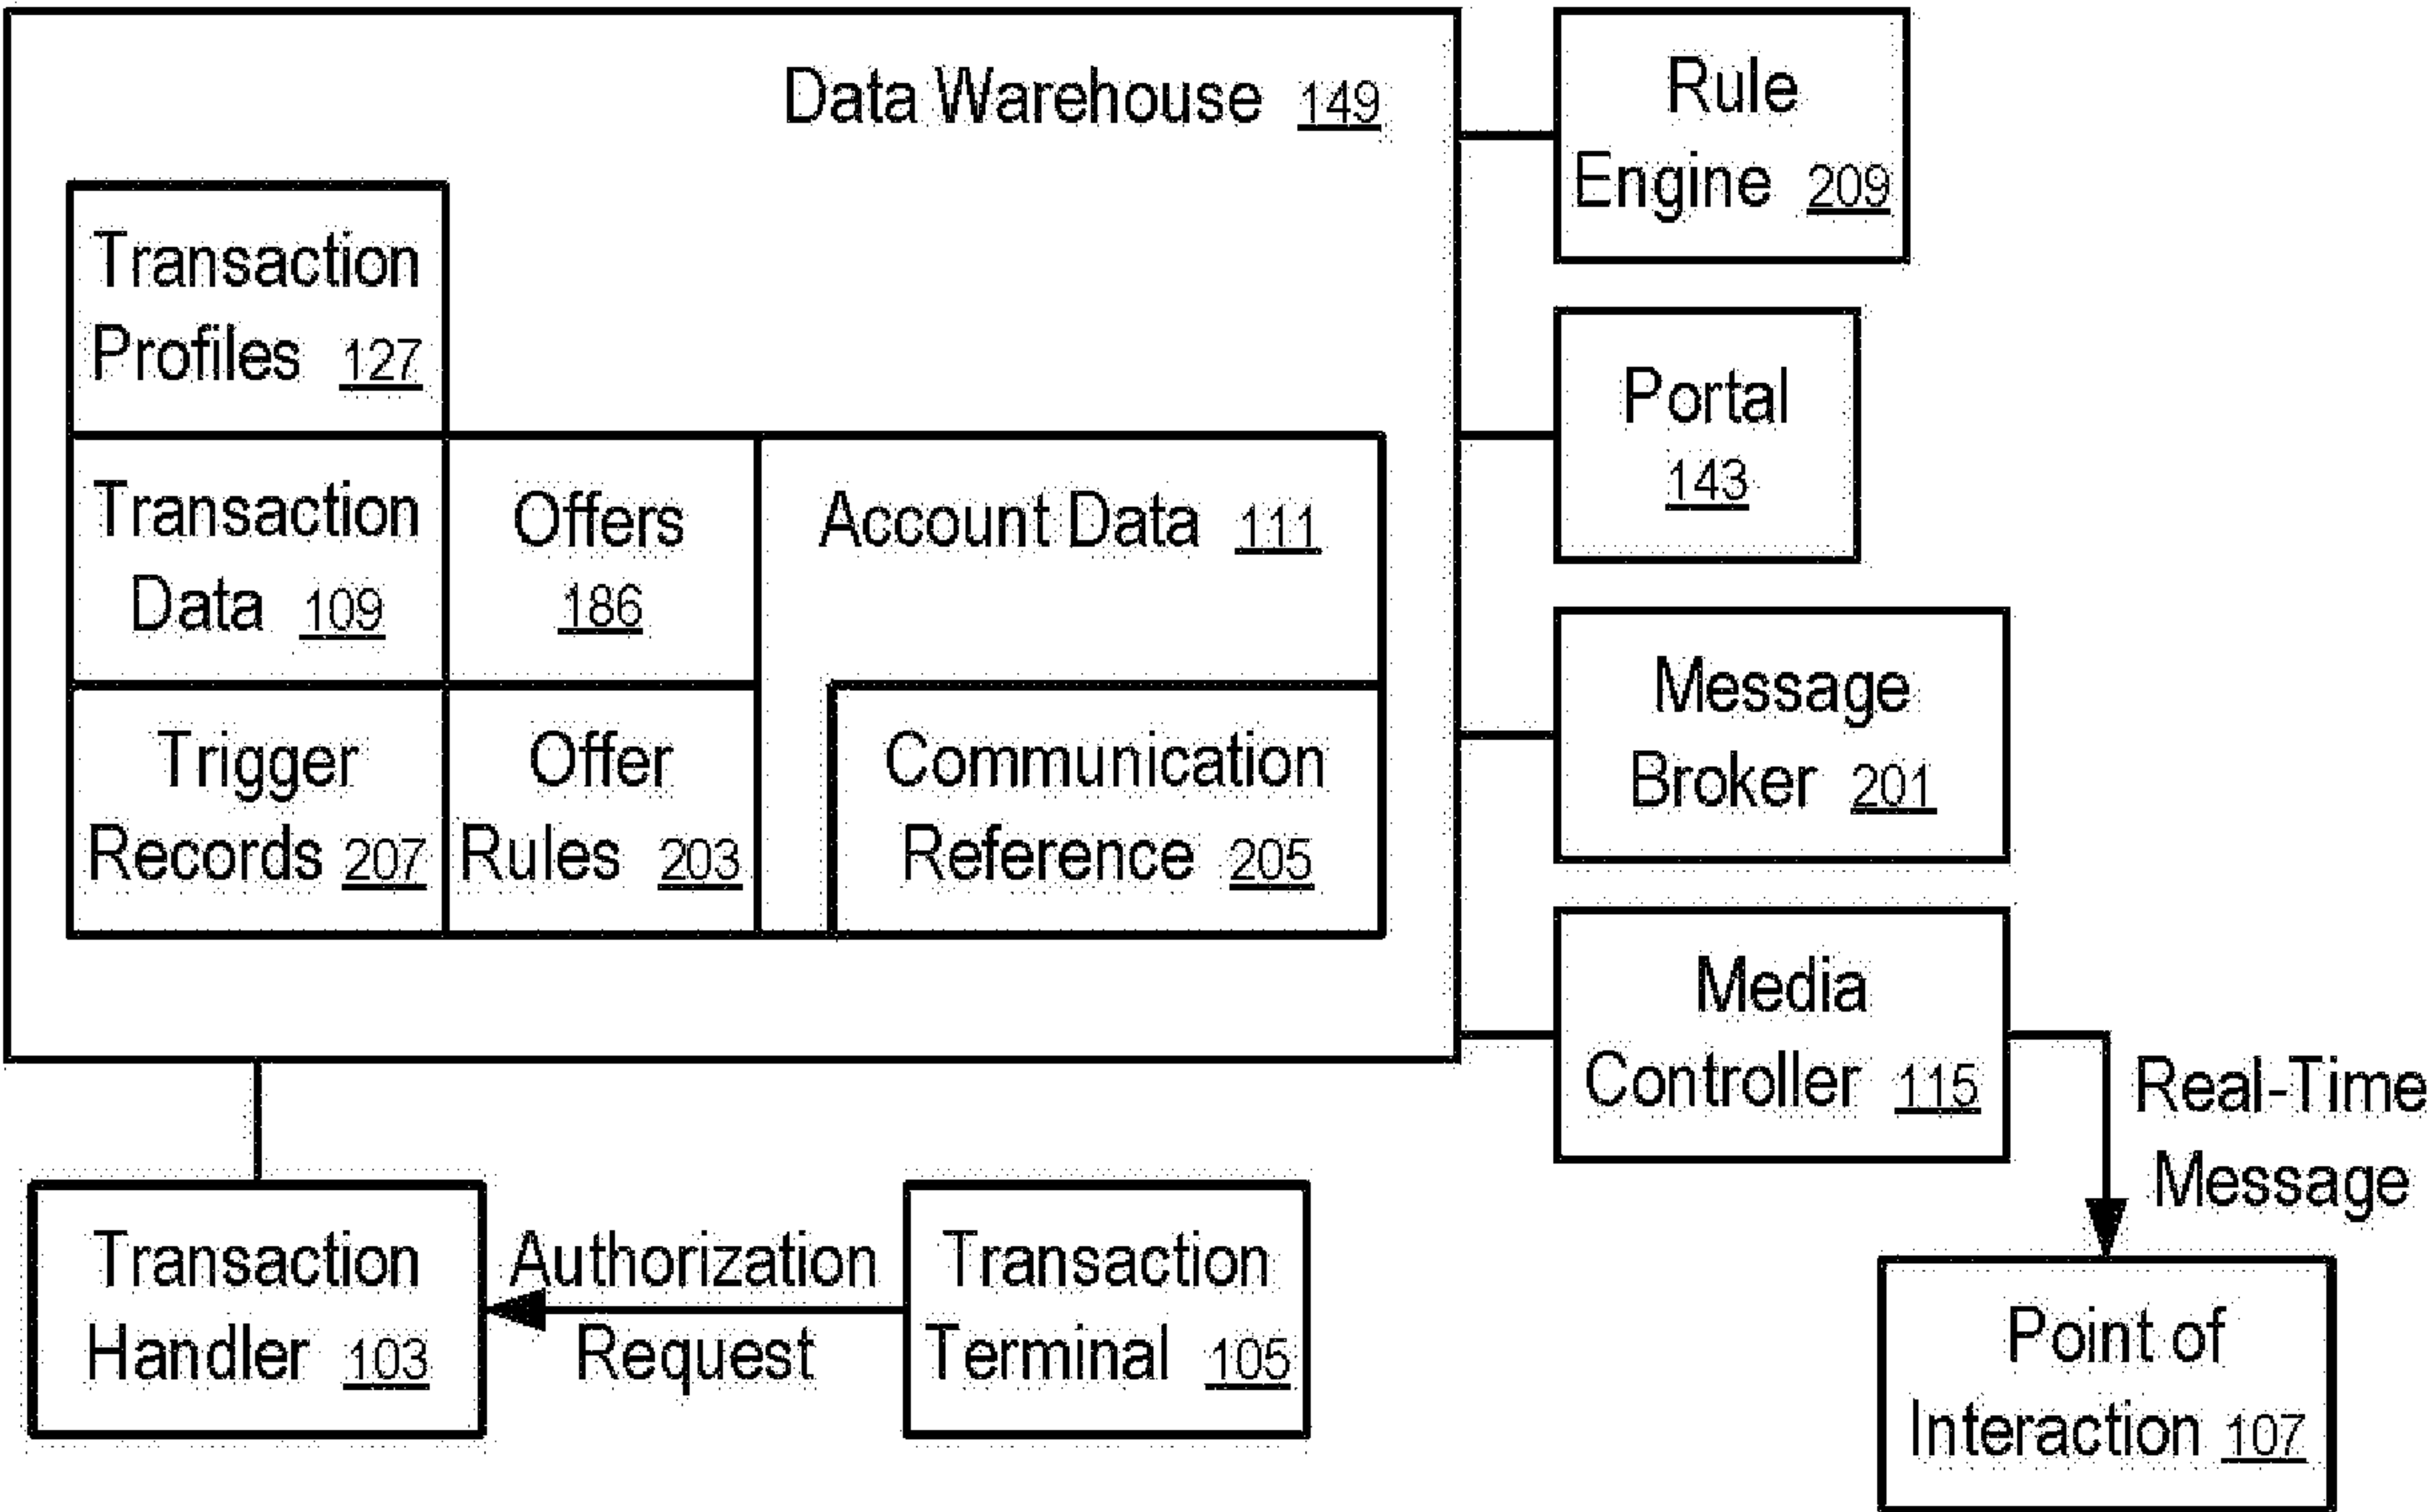 Data Warehouse 149
Transaction
Profiles 127
Transaction
Data 109
Offers
186
Account Data 111
Trigger
Records 207
Offer
Rules 203
Communication
Reference 205
Rule
Engine 209
Portal
143
Message
Broker 201
Media
Controller 115
Real-Time
Message
Transaction
Handler 103
Authorization
Request
Transaction
Terminal 105
Point of
Interaction 107